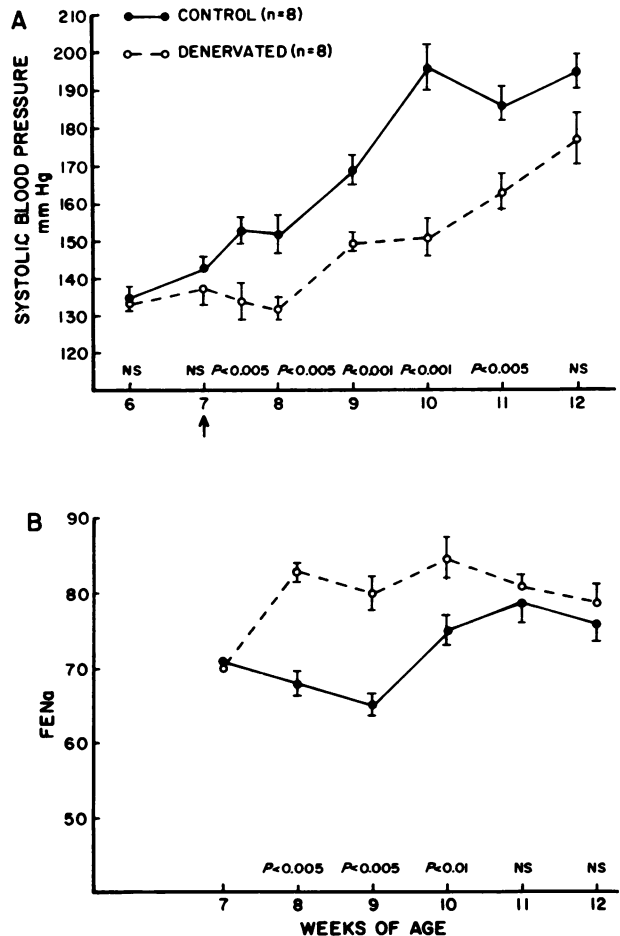 A
CONTROL (n=8)
DENERVATED (n=8)
SYSTOLIC BLOOD PRESSURE
mm Hg
210
200
190
180
170
160
150
140
130
120
NS NS P<0.005 P<0.005 P<0.001 P<0.001 P<0.005 NS
6 7 8 9 10 11 12
B
FENa
90
80
70
60
50
P<0.005 P<0.005 P<0.01 NS NS
7 8 9 10 11 12
WEEKS OF AGE